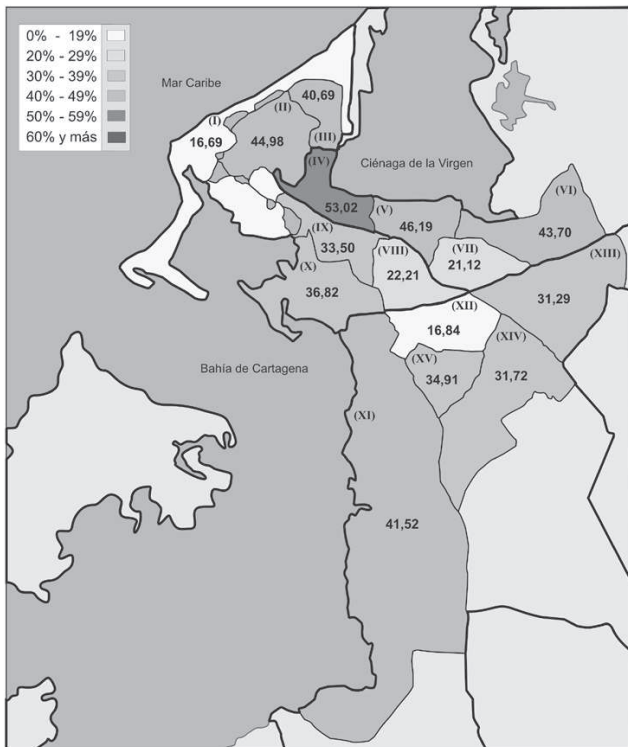 0% - 19%
20% - 29%
30% - 39%
40% - 49%
50% - 59%
60% y más
Mar Caribe
(I)
16,69
(II)
44,98
40,69
(III)
(IV)
53,02
Ciénaga de la Virgen
(V)
46,19
(VI)
43,70
(VII)
21,12
(VIII)
22,21
(IX)
33,50
(X)
36,82
(XIII)
31,29
(XII)
16,84
(XIV)
31,72
(XV)
34,91
Bahía de Cartagena
(XI)
41,52